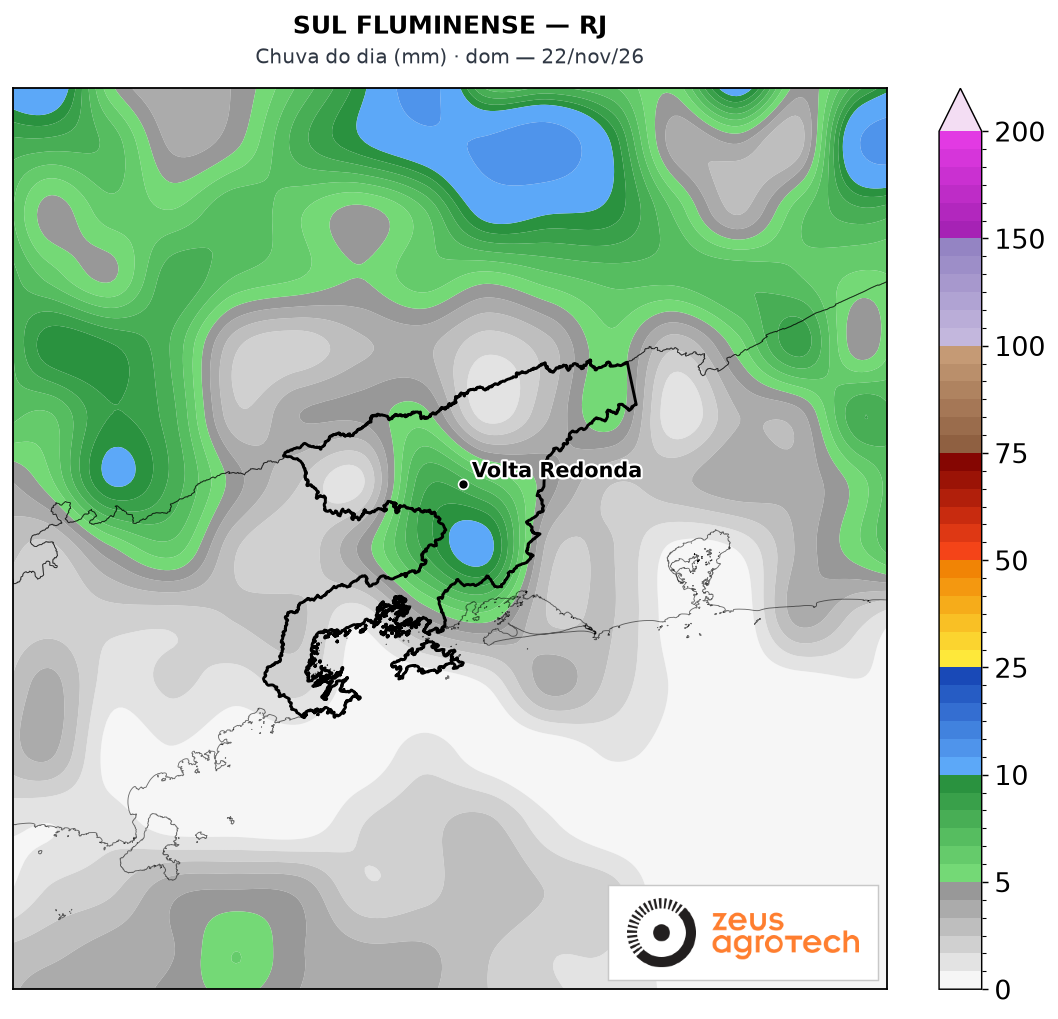 SUL FLUMINENSE — RJ
Chuva do dia (mm) · dom — 22/nov/26
200
150
100
75
50
25
10
5
0
Volta Redonda
zeus
agrotech